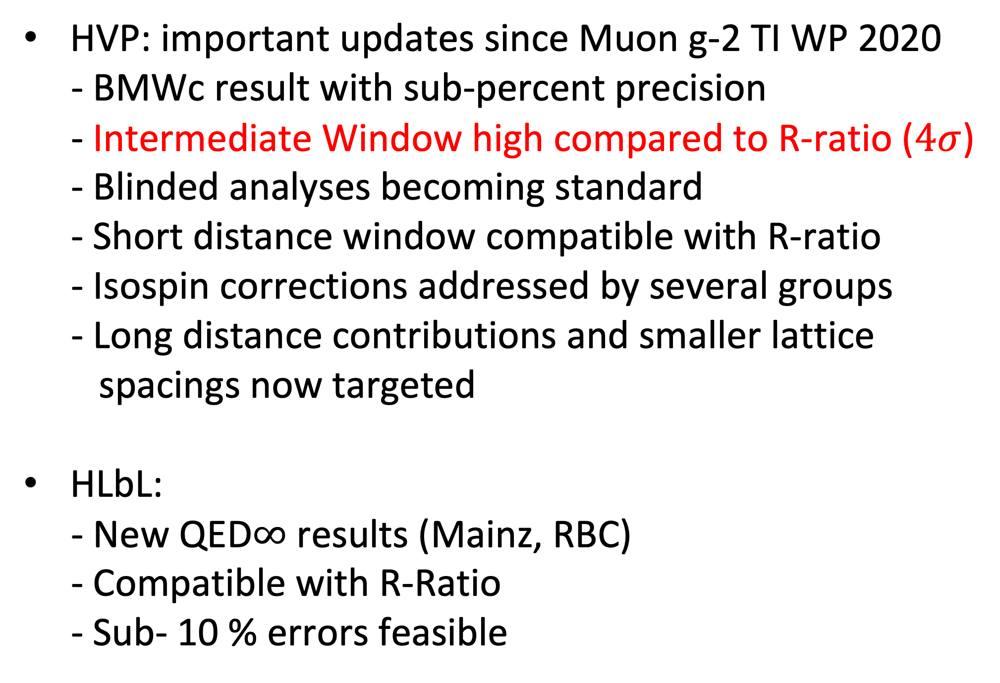 • HVP: important updates since Muon g-2 TI WP 2020
- BMWc result with sub-percent precision
- Intermediate Window high compared to R-ratio (4𝜎)
- Blinded analyses becoming standard
- Short distance window compatible with R-ratio
- Isospin corrections addressed by several groups
- Long distance contributions and smaller lattice
spacings now targeted
• HLbL:
- New QED∞ results (Mainz, RBC)
- Compatible with R-Ratio
- Sub- 10 % errors feasible